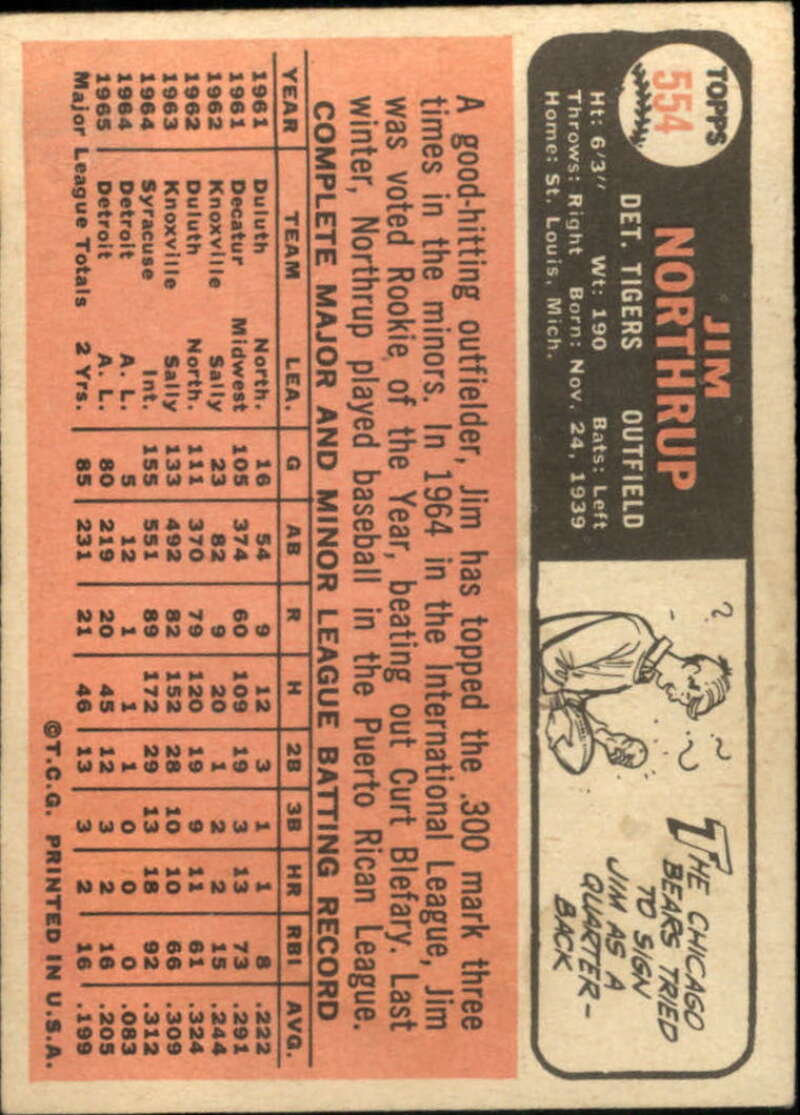 TOPPS
554
JIM
NORTHRUP
DET. TIGERS OUTFIELD
Ht: 6'3" Wt: 190 Bats: Left
Throws: Right Born: Nov. 24, 1939
Home: St. Louis, Mich.
THE CHICAGO
BEARS TRIED
TO SIGN
JIM AS A
QUARTER-
BACK
? ? ?
A good-hitting outfielder, Jim has topped the .300 mark three
times in the minors. In 1964 in the International League, Jim
was voted Rookie of the Year, beating out Curt Blefary. Last
winter, Northrup played baseball in the Puerto Rican League.
COMPLETE MAJOR AND MINOR LEAGUE BATTING RECORD
YEAR TEAM LEA. G AB R H 2B 3B HR RBI AVG.
1961 Duluth North. 16 54 9 12 3 1 1 8 .222
1961 Decatur Midwest 105 374 60 109 19 3 13 73 .291
1962 Knoxville Sally 23 82 9 20 1 2 2 15 .244
1962 Duluth North. 111 370 79 120 19 9 11 61 .324
1963 Knoxville Sally 133 492 82 152 28 10 10 66 .309
1964 Syracuse Int. 155 551 89 172 29 13 18 92 .312
1964 Detroit A. L. 5 12 1 1 1 0 0 0 .083
1965 Detroit A. L. 80 219 20 45 12 3 2 16 .205
Major League Totals 2 Yrs. 85 231 21 46 13 3 2 16 .199
©T.C.G. PRINTED IN U.S.A.